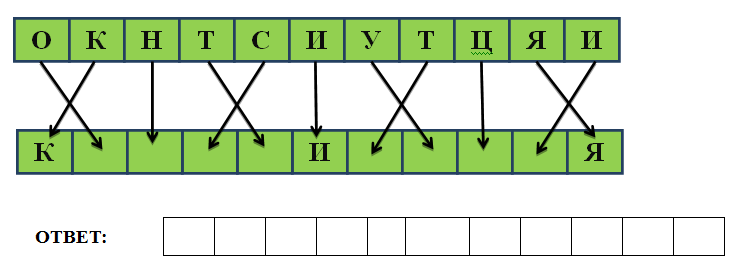 О К Н Т С И У Т Ц Я И
К И Я
ОТВЕТ: